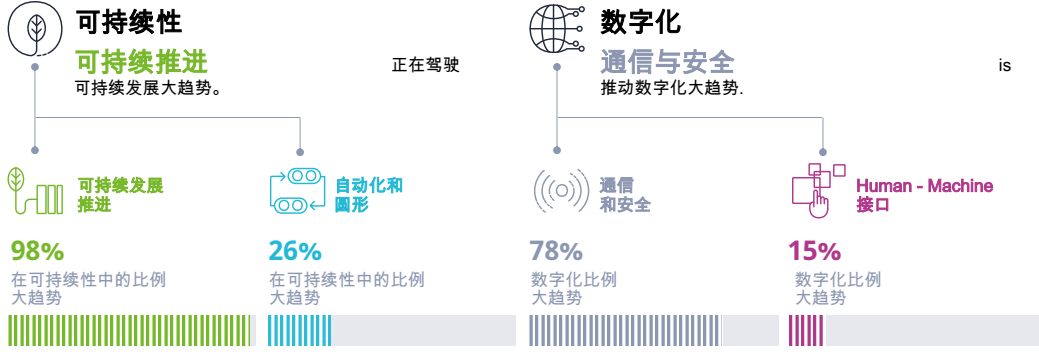 可持续性
可持续推进
正在驾驶
可持续发展大趋势。
数字化
通信与安全
is
推动数字化大趋势.
可持续发展
推进
自动化和
圆形
通信
和安全
Human - Machine
接口
98%
在可持续性中的比例
大趋势
26%
在可持续性中的比例
大趋势
78%
数字化比例
大趋势
15%
数字化比例
大趋势